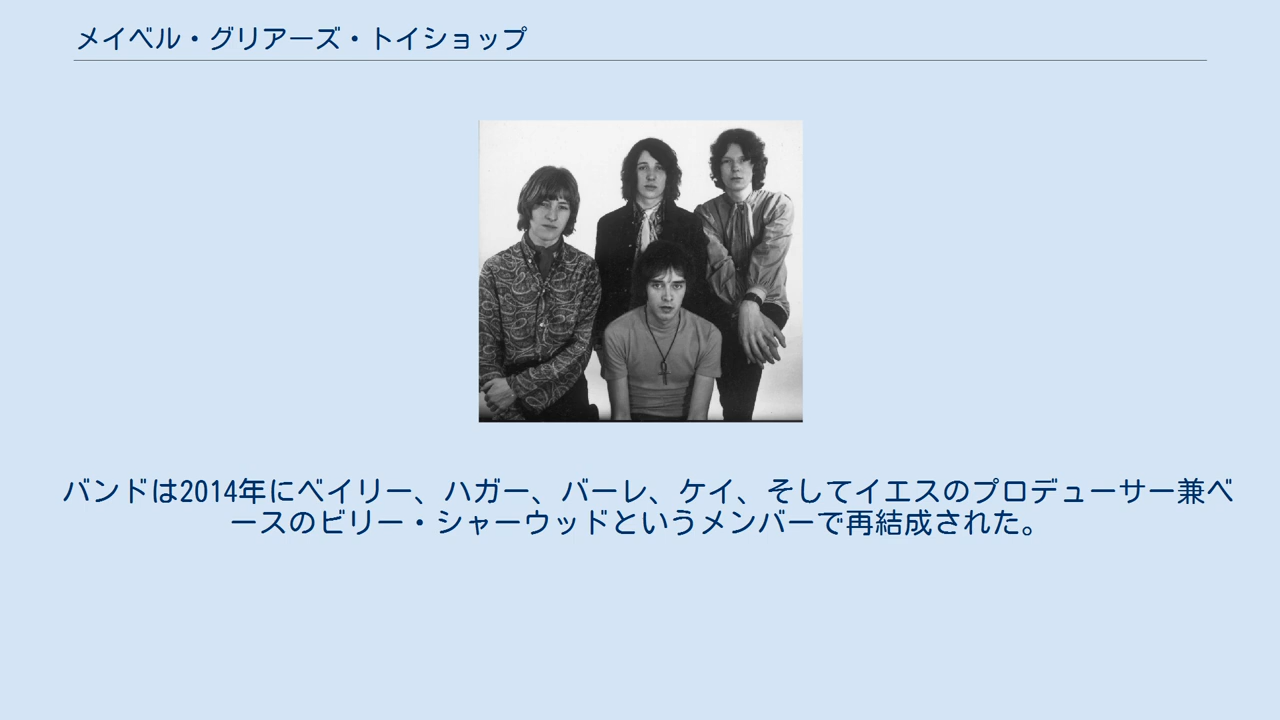 メイベル・グリアーズ・トイショップ
バンドは2014年にベイリー、ハガー、バーレ、ケイ、そしてイエスのプロデューサー兼ベ
ースのビリー・シャーウッドというメンバーで再結成された。